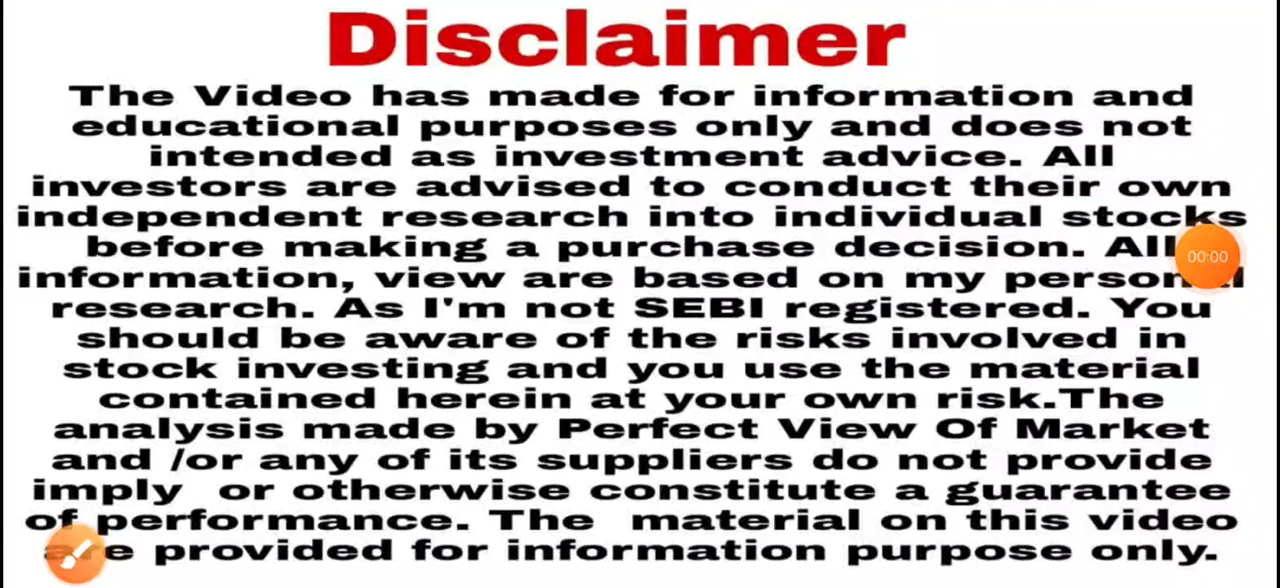 Disclaimer
The Video has made for information and
educational purposes only and does not
intended as investment advice. All
investors are advised to conduct their own
independent research into individual stocks
before making a purchase decision. All
00:00
information, view are based on my personal
research. As I'm not SEBI registered. You
should be aware of the risks involved in
stock investing and you use the material
contained herein at your own risk.The
analysis made by Perfect View Of Market
and /or any of its suppliers do not provide
imply or otherwise constitute a guarantee
of performance. The material on this video
are provided for information purpose only.